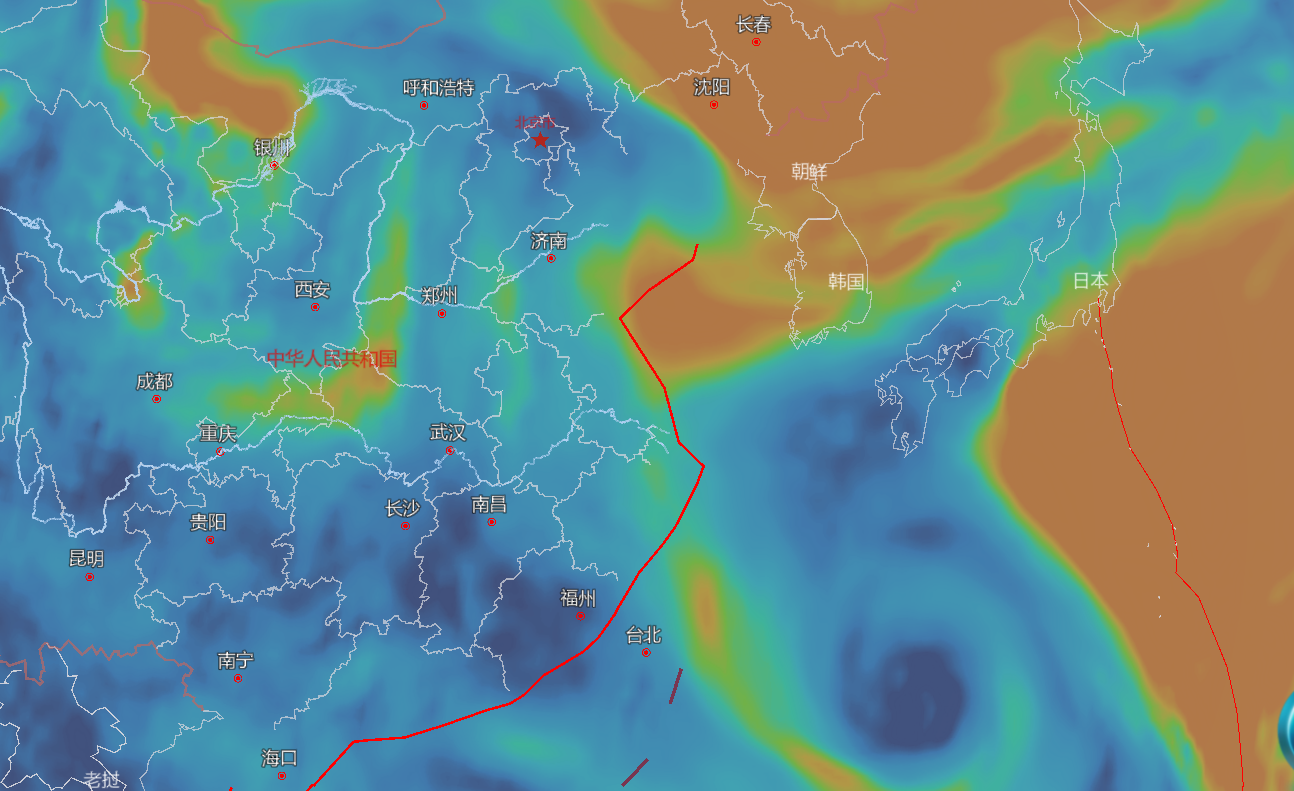 长春
呼和浩特
沈阳
北京市
银川
朝鲜
济南
韩国
日本
西安
郑州
中华人民共和国
成都
重庆
武汉
长沙
南昌
贵阳
昆明
福州
台北
南宁
海口
老挝